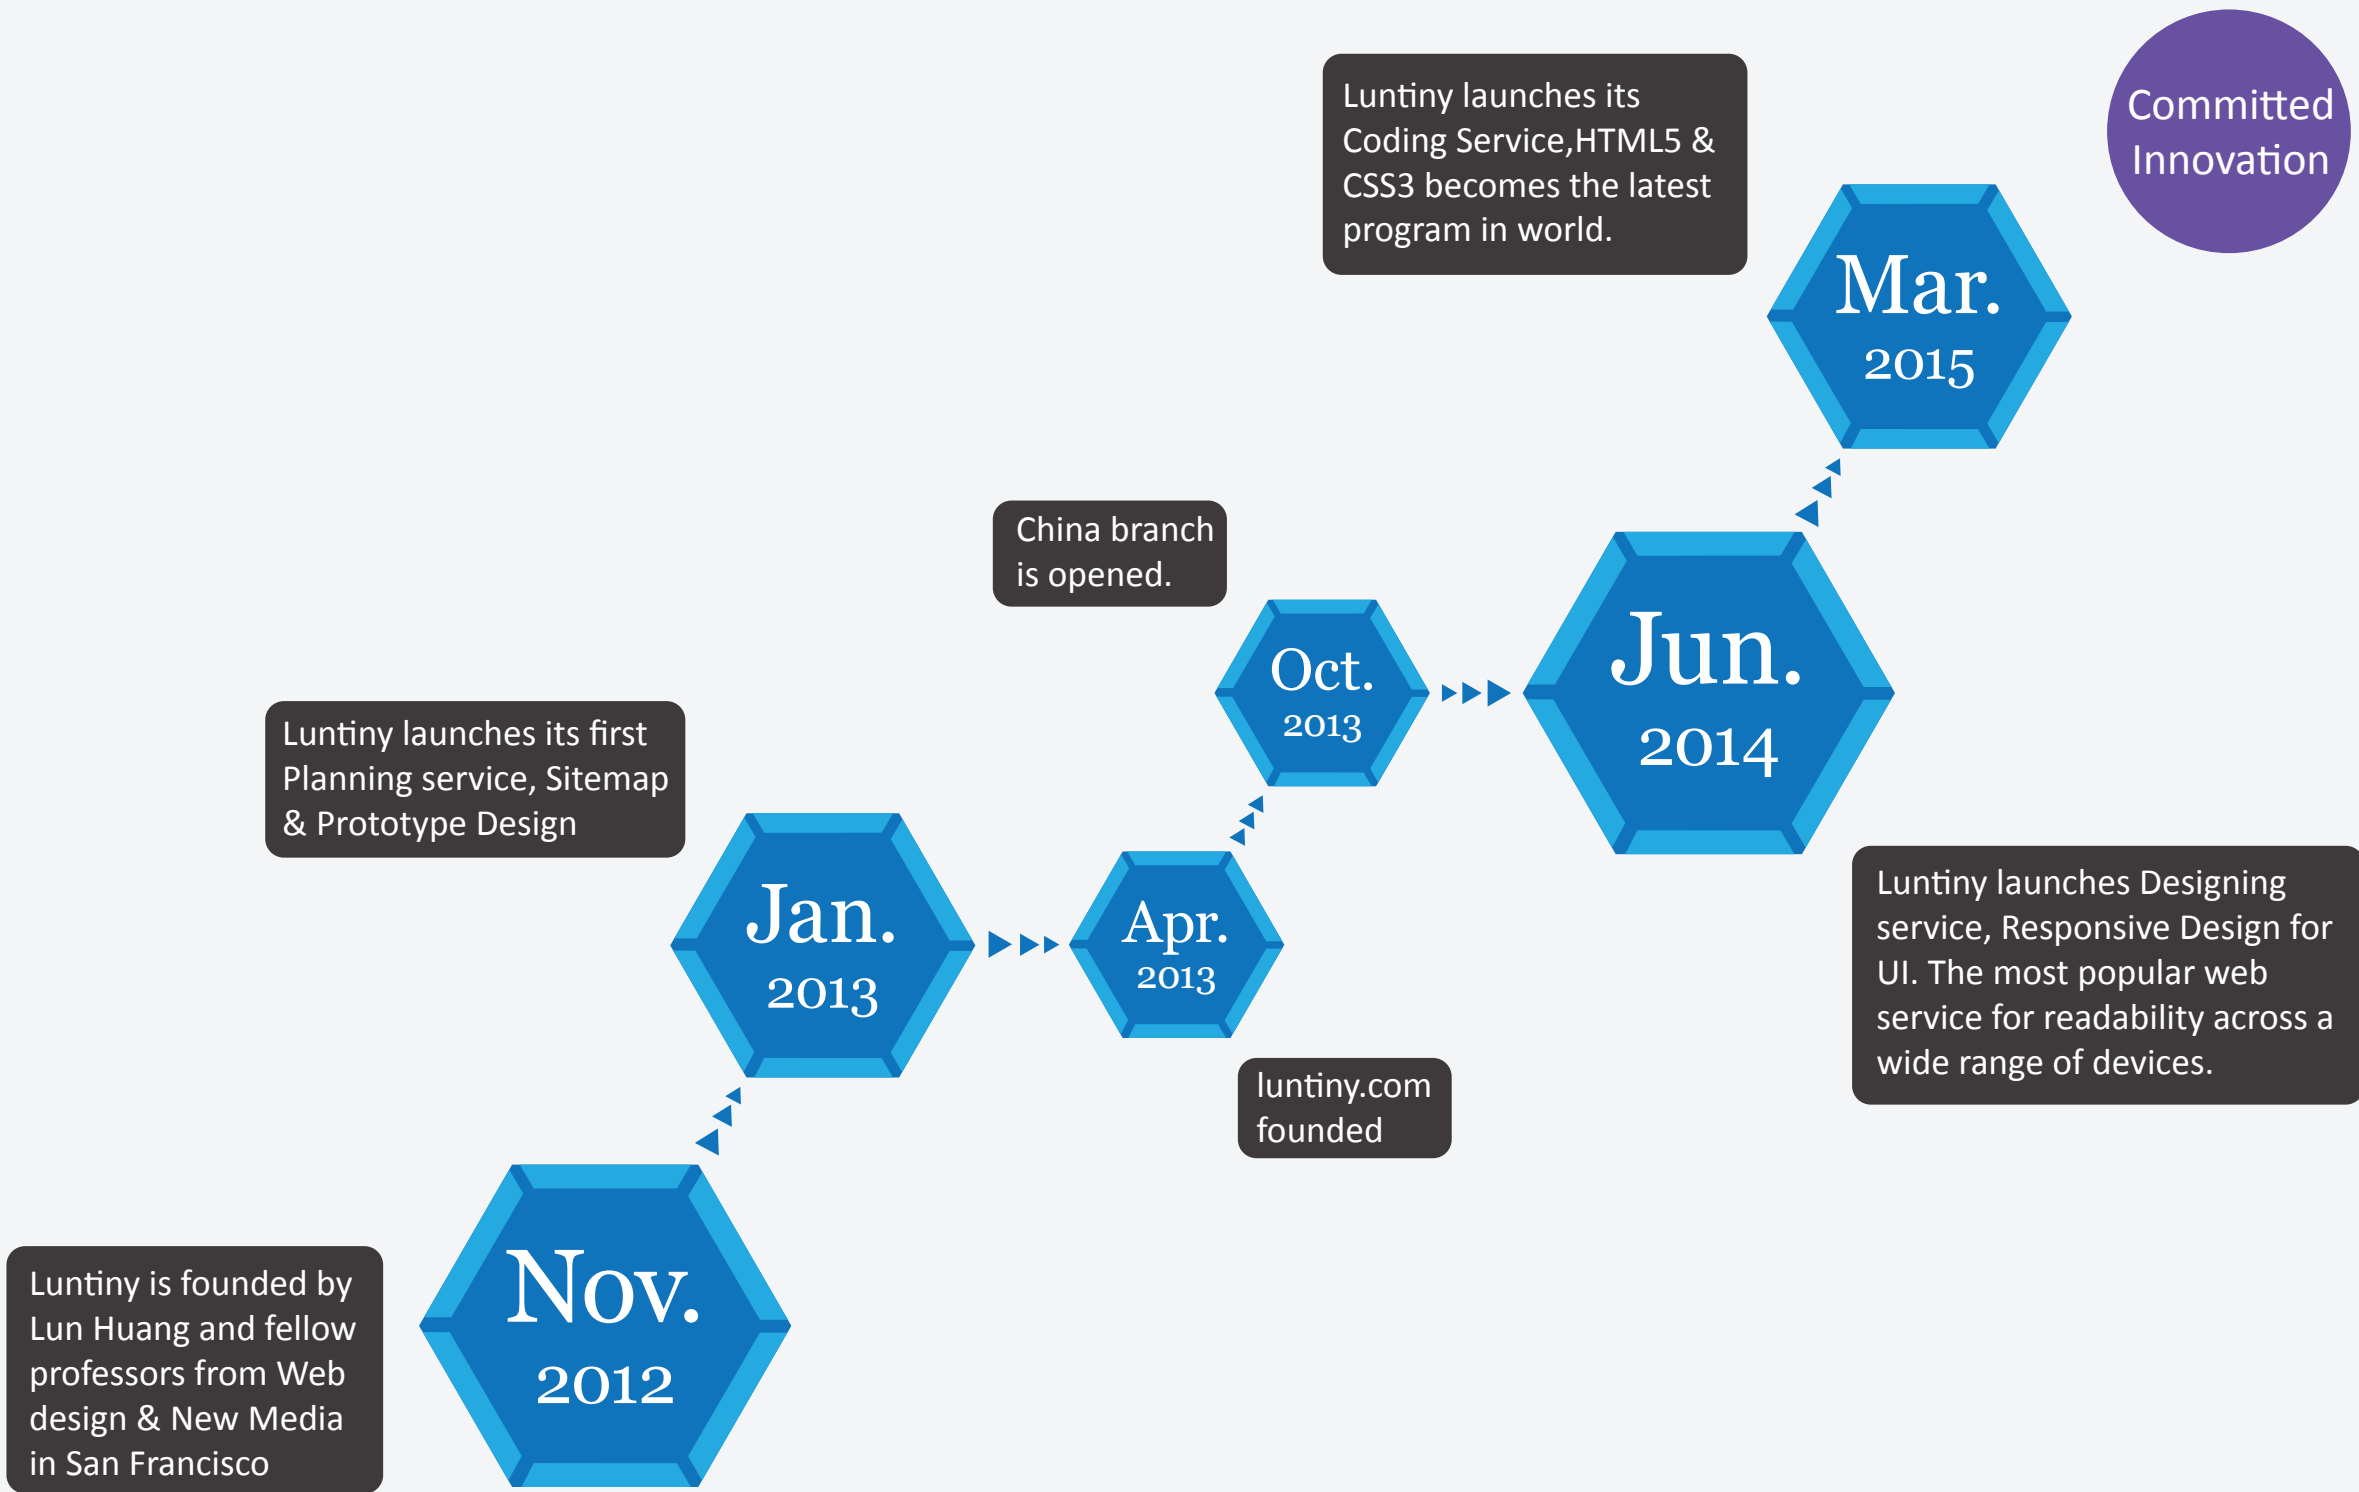 Committed
Innovation
Luntiny launches its
Coding Service,HTML5 &
CSS3 becomes the latest
program in world.
Mar.
2015
China branch
is opened.
Oct.
2013
Jun.
2014
Luntiny launches its first
Planning service, Sitemap
& Prototype Design
Jan.
2013
Apr.
2013
Luntiny launches Designing
service, Responsive Design for
UI. The most popular web
service for readability across a
wide range of devices.
luntiny.com
founded
Nov.
2012
Luntiny is founded by
Lun Huang and fellow
professors from Web
design & New Media
in San Francisco